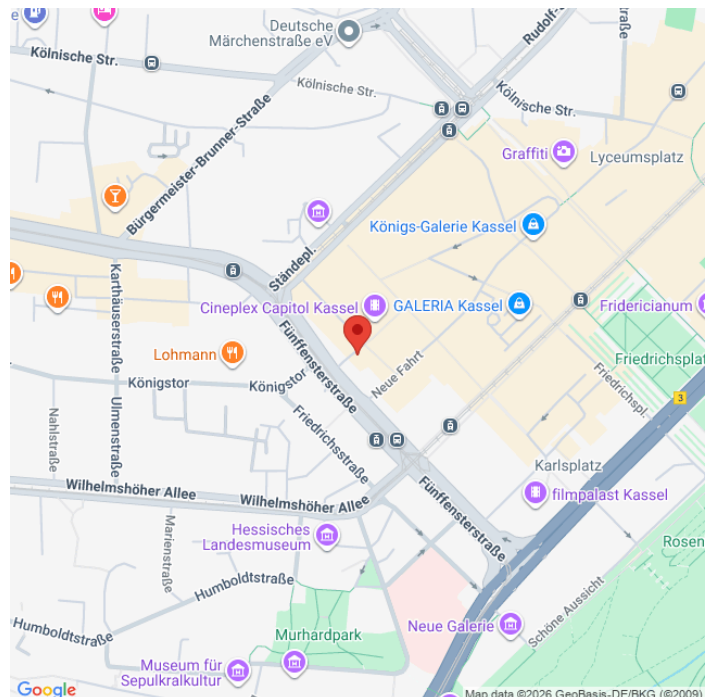 Deutsche
Märchenstraße eV
Rudolf-S
Kölnische Str.
Kölnische Str.
Kölnische Str.
Graffiti
Lyceumsplatz
Bürgermeister-Brunner-Straße
Königs-Galerie Kassel
Ständepl.
Cineplex Capitol Kassel
GALERIA Kassel
Fridericianum
Karthäuserstraße
Fünffensterstraße
Lohmann
Friedrichsplatz
Königstor
Königstor
Neue Fahrt
Friedrichspl.
3
Nahlstraße
Ulmenstraße
Friedrichsstraße
Karlsplatz
Wilhelmshöher Allee
Wilhelmshöher Allee
Fünffensterstraße
filmpalast Kassel
Marienstraße
Hessisches
Landesmuseum
Rosen
Humboldtstraße
Schöne Aussicht
Humboldtstraße
Murhardpark
Neue Galerie
Museum für
Sepulkralkultur
Google
Map data ©2026 GeoBasis-DE/BKG (©2009)